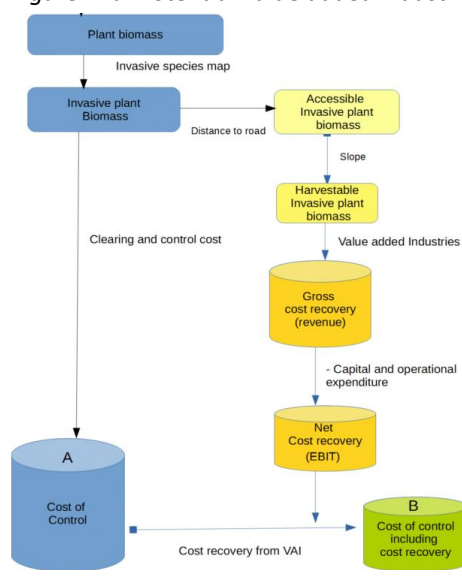 Plant biomass
Invasive species map
Invasive plant
Biomass
Distance to road
Accessible
Invasive plant
biomass
Slope
Harvestable
Invasive plant
biomass
Clearing and control cost
Value added Industries
Gross
cost recovery
(revenue)
- Capital and operational
expenditure
Net
Cost recovery
(EBIT)
A
Cost of
Control
Cost recovery from VAI
B
Cost of control
including
cost recovery